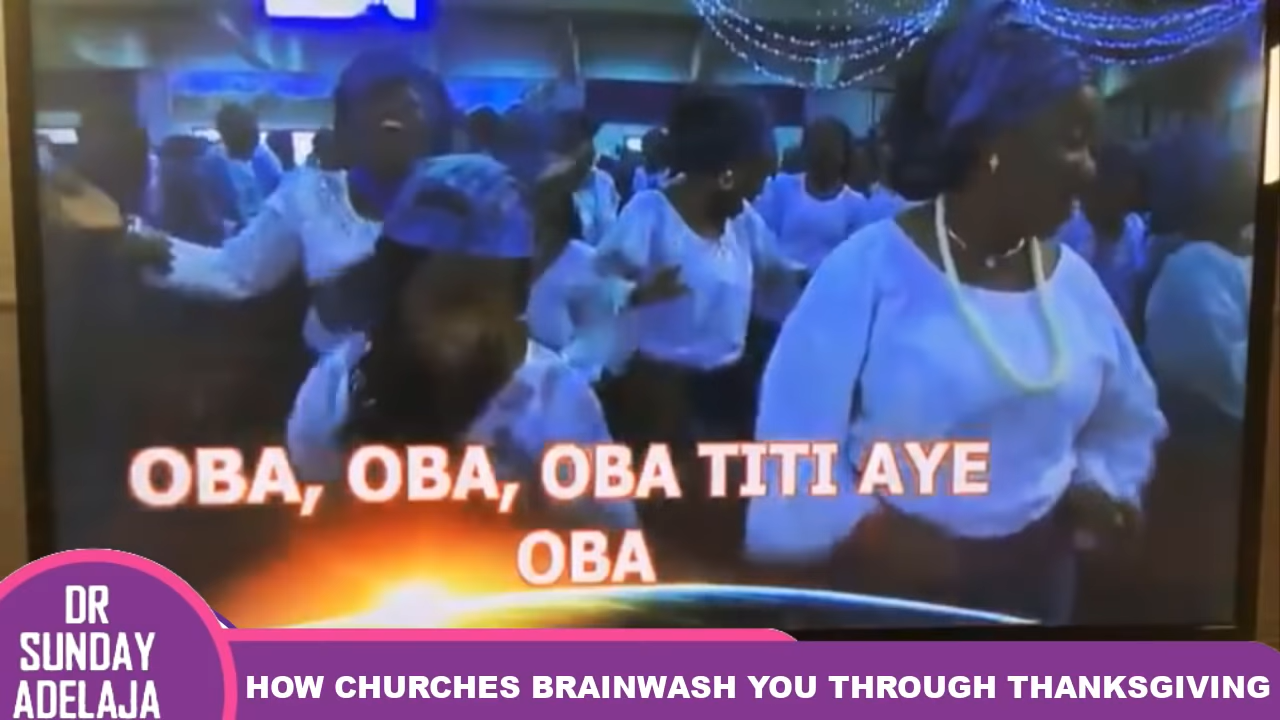 OBA, OBA, OBA TITI AYE
OBA
DR
SUNDAY
ADELAJA
HOW CHURCHES BRAINWASH YOU THROUGH THANKSGIVING